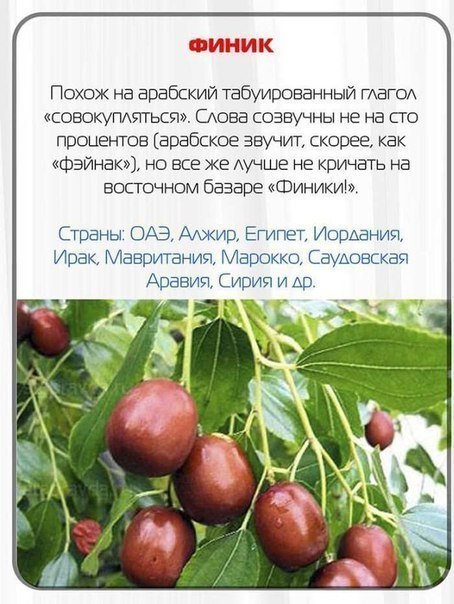 ФИНИК
Похож на арабский табуированный глагол
«совокупляться». Слова созвучны не на сто
процентов (арабское звучит, скорее, как
«фэйнак»), но все же лучше не кричать на
восточном базаре «Финики!».
Страны: ОАЭ, Алжир, Египет, Иордания,
Ирак, Мавритания, Марокко, Саудовская
Аравия, Сирия и др.